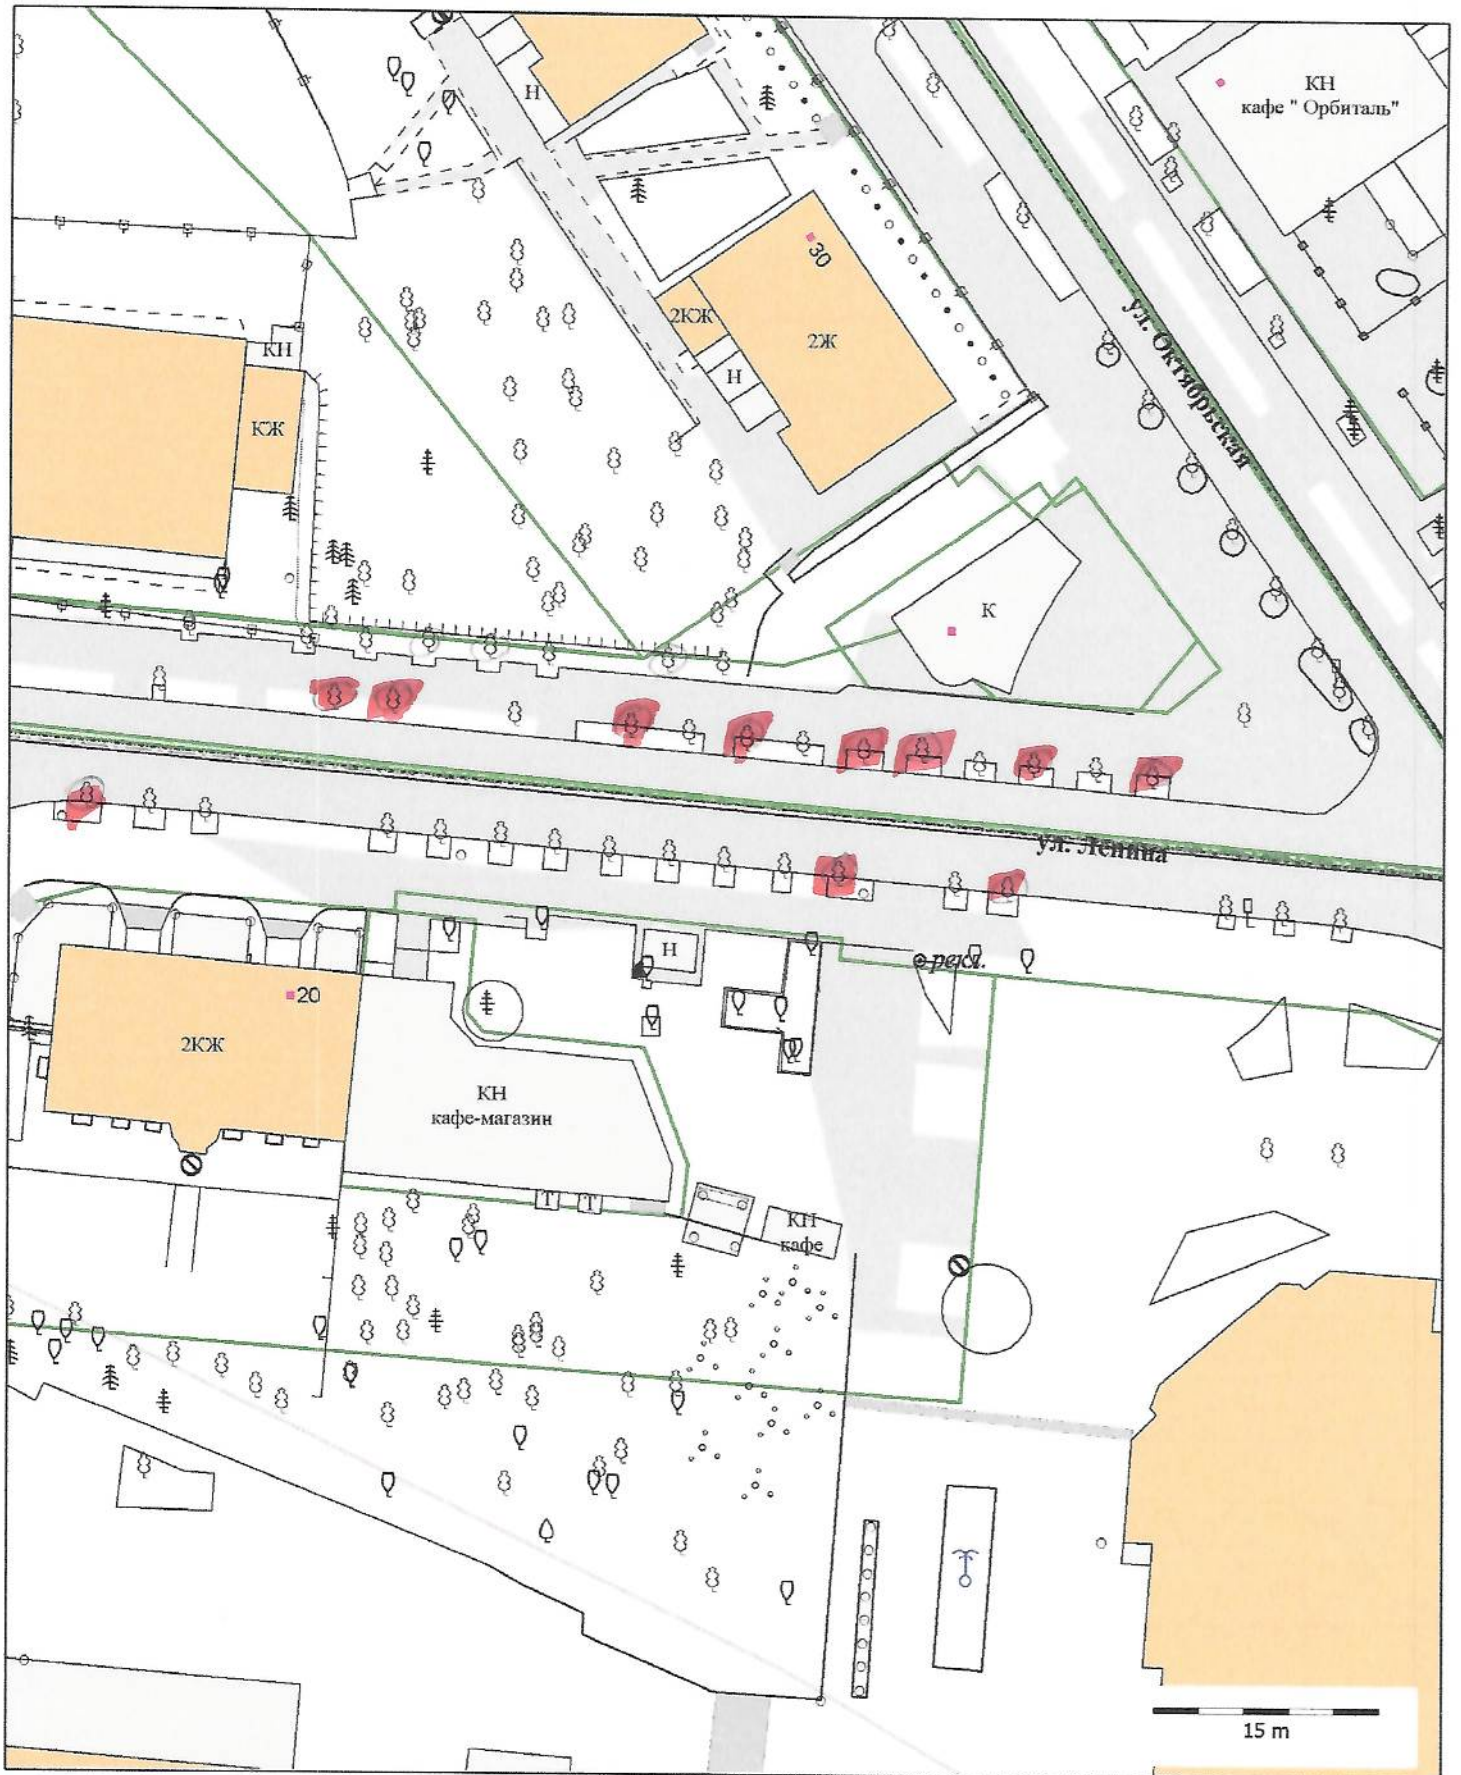 КН
кафе " Орбиталь"
Н
30
2КЖ
2Ж
Н
ул. Октябрьская
КН
КЖ
К
ул. Ленина
Н
рекл.
20
2КЖ
КН
кафе-магазин
Т
Т
КН
кафе
15 m